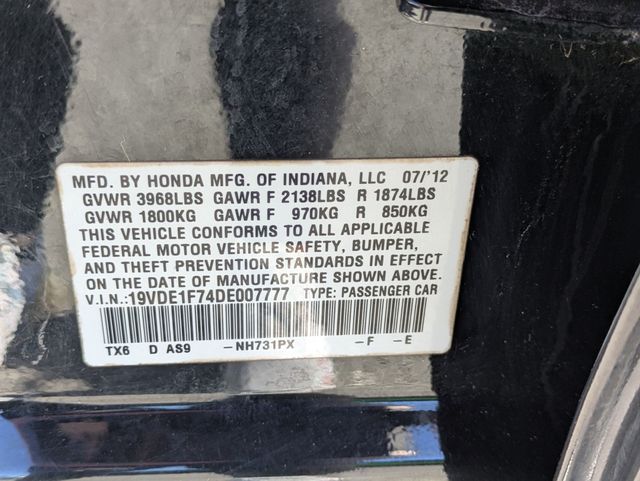 MFD. BY HONDA MFG. OF INDIANA, LLC 07/'12
GVWR 3968LBS GAWR F 2138LBS R 1874LBS
GVWR 1800KG GAWR F 970KG R 850KG
THIS VEHICLE CONFORMS TO ALL APPLICABLE
FEDERAL MOTOR VEHICLE SAFETY, BUMPER,
AND THEFT PREVENTION STANDARDS IN EFFECT
ON THE DATE OF MANUFACTURE SHOWN ABOVE.
V.I.N.:19VDE1F74DE007777 TYPE: PASSENGER CAR
TX6 D AS9 -NH731PX -F -E